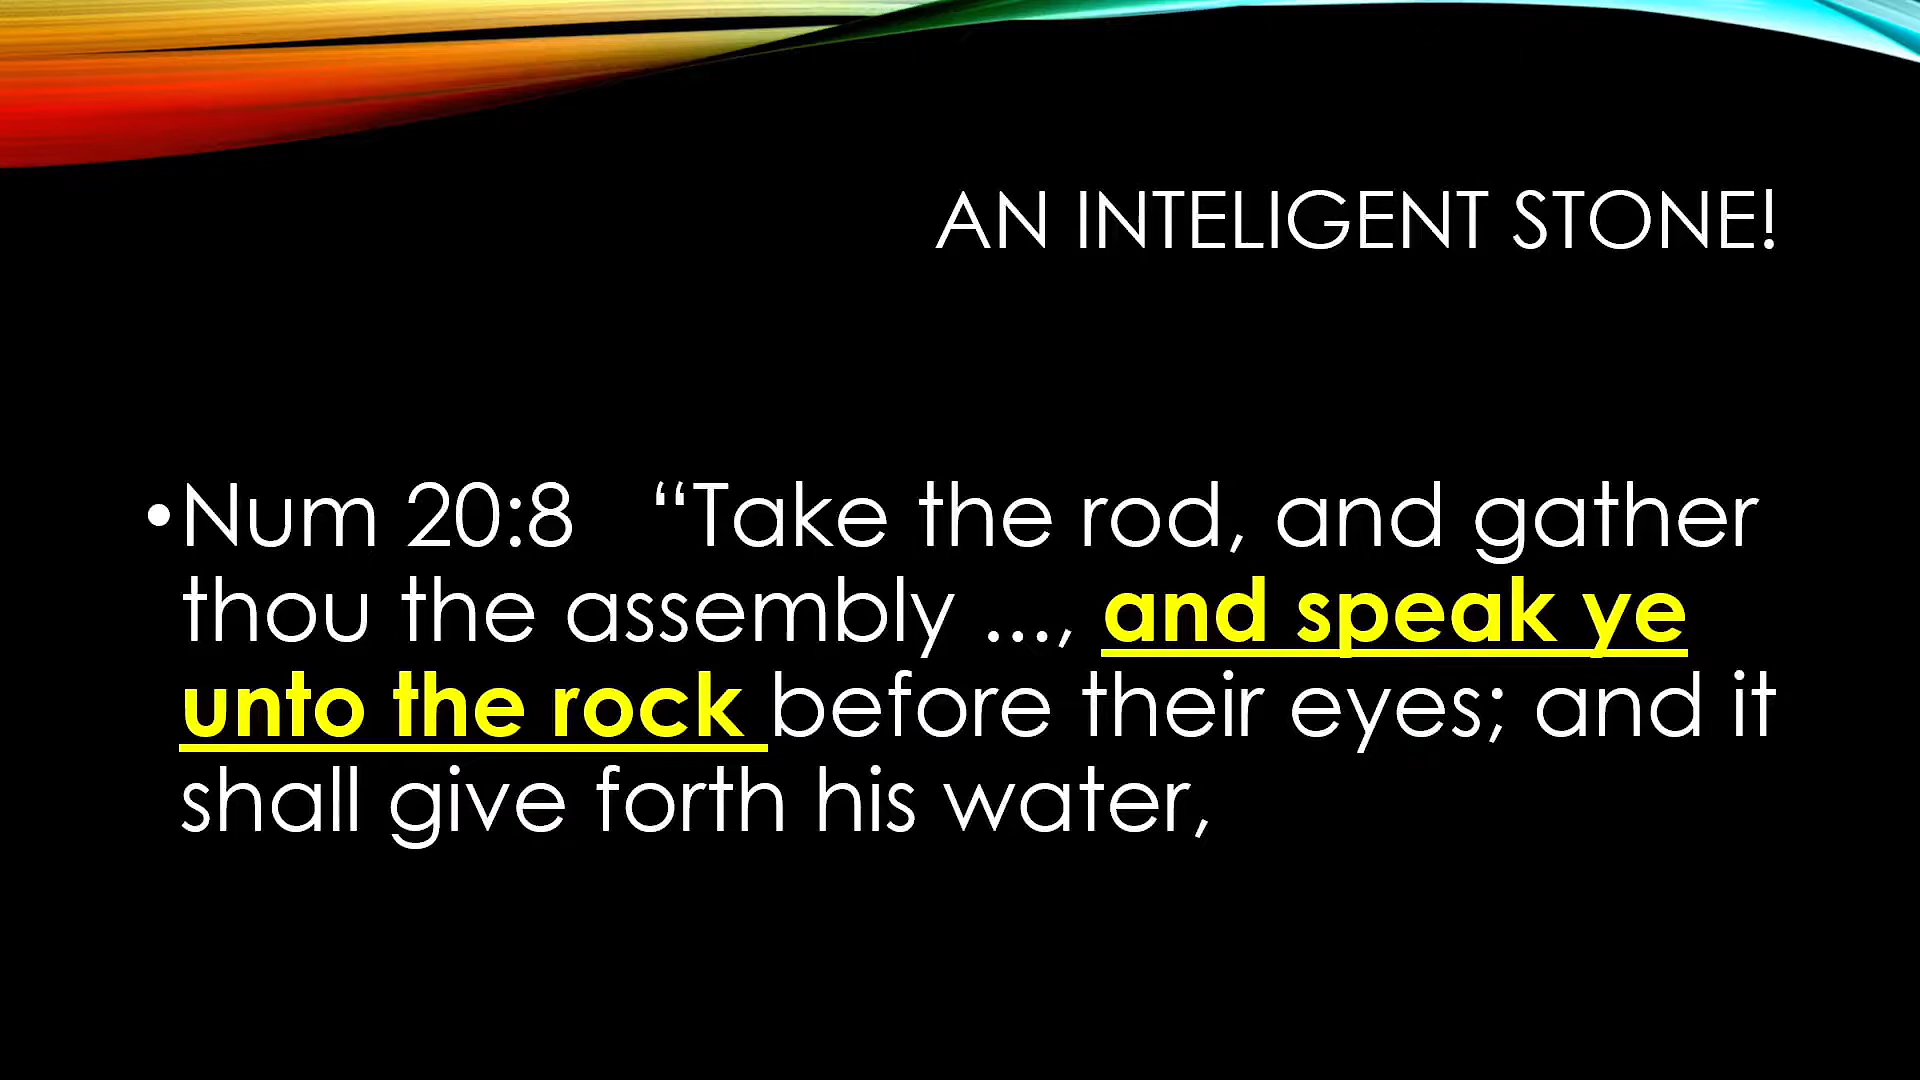 AN INTELIGENT STONE!
•Num 20:8 “Take the rod, and gather
thou the assembly ..., and speak ye
unto the rock before their eyes; and it
shall give forth his water,